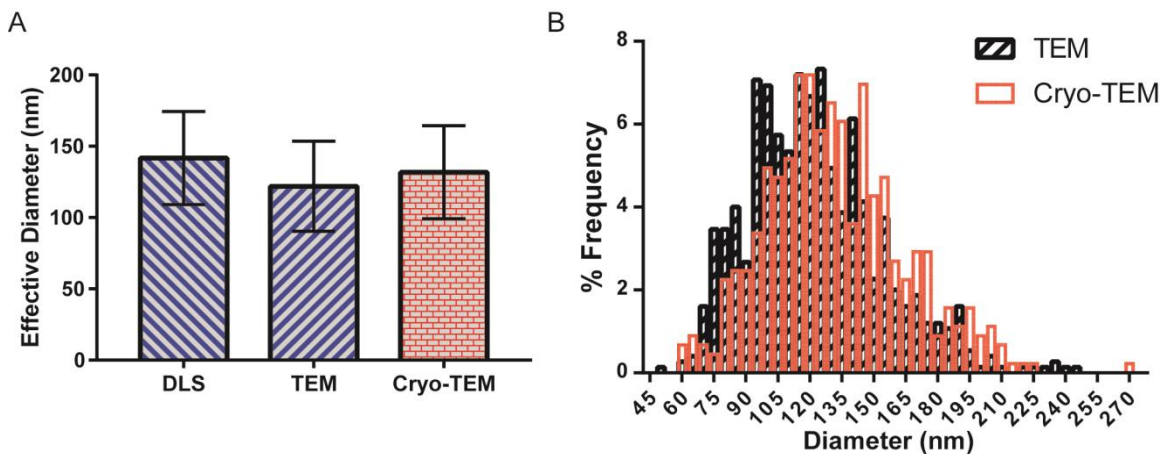 A
Effective Diameter (nm)
200
150
100
50
0
DLS TEM Cryo-TEM
B
% Frequency
8
6
4
2
0
45 60 75 90 105 120 135 150 165 180 195 210 225 240 255 270
Diameter (nm)
TEM
Cryo-TEM